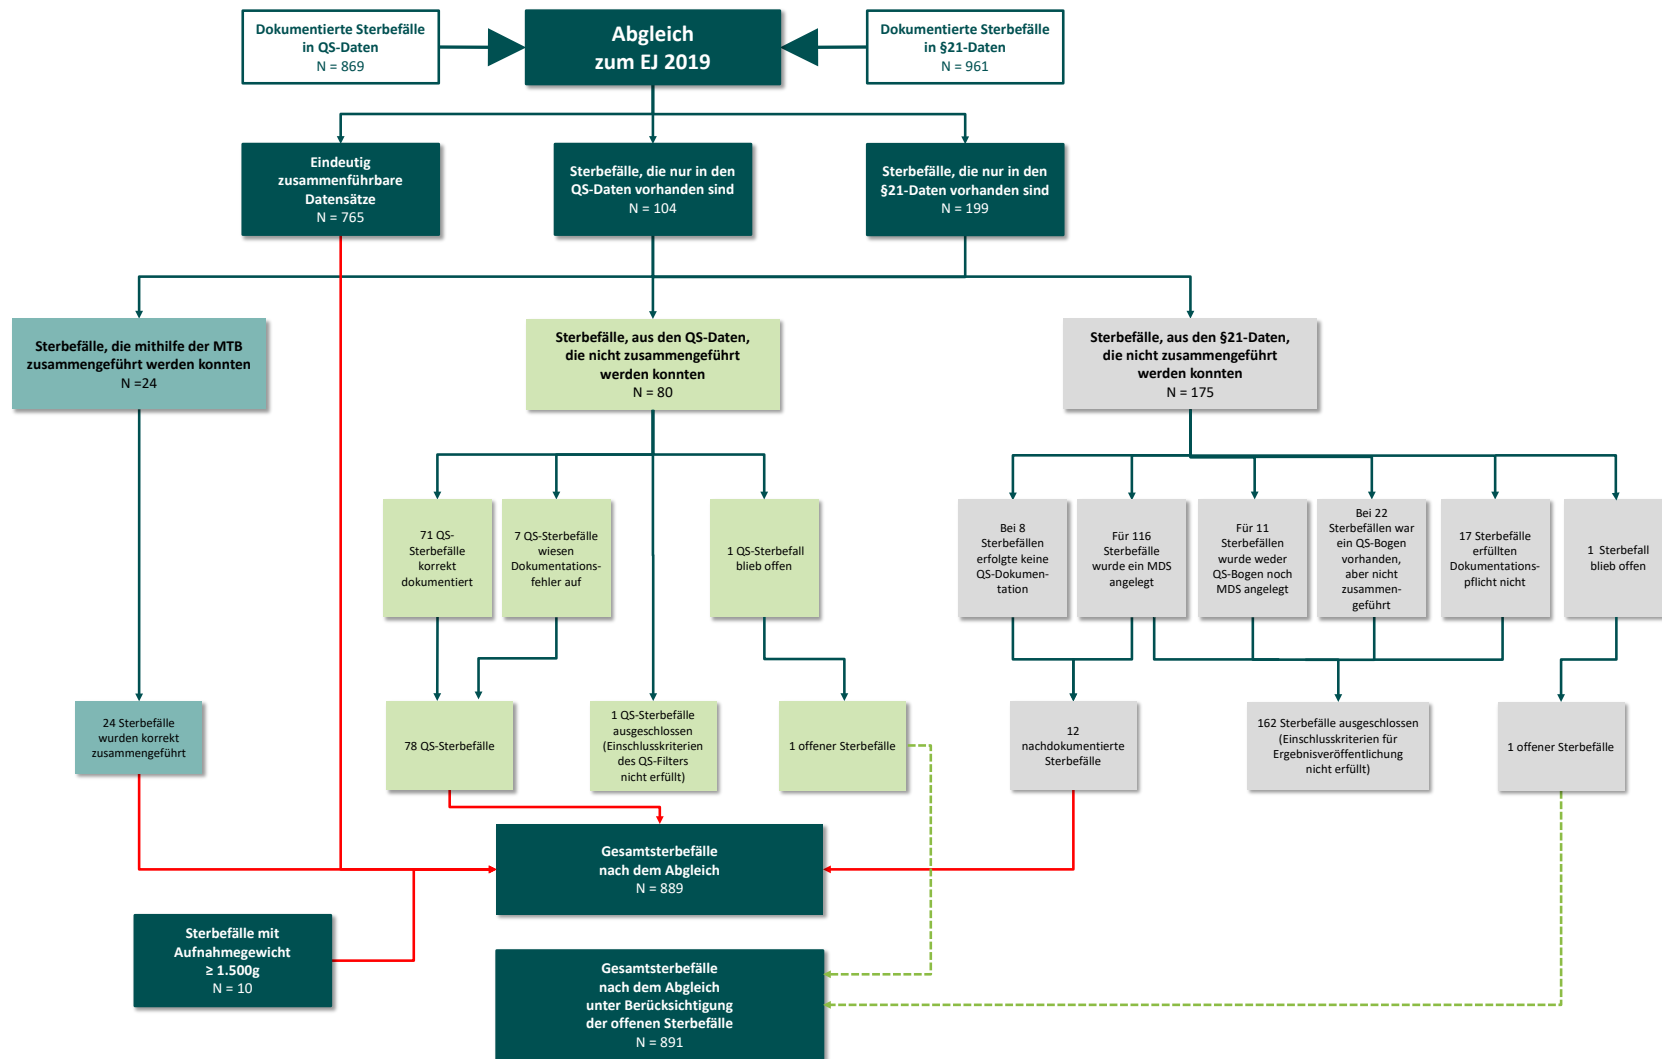 Dokumentierte Sterbefälle
in QS-Daten
N = 869
Abgleich
zum EJ 2019
Dokumentierte Sterbefälle
in §21-Daten
N = 961
Eindeutig
zusammenführbare
Datensätze
N = 765
Sterbefälle, die nur in den
QS-Daten vorhanden sind
N = 104
Sterbefälle, die nur in den
§21-Daten vorhanden sind
N = 199
Sterbefälle, die mithilfe der MTB
zusammengeführt werden konnten
N =24
Sterbefälle, aus den QS-Daten,
die nicht zusammengeführt
werden konnten
N = 80
Sterbefälle, aus den §21-Daten,
die nicht zusammengeführt
werden konnten
N = 175
71 QS-
Sterbefälle
korrekt
dokumentiert
7 QS-Sterbefälle
wiesen
Dokumentations-
fehler auf
1 QS-Sterbefall
blieb offen
Bei 8
Sterbefällen
erfolgte keine
QS-Dokumen-
tation
Für 116
Sterbefälle
wurde ein MDS
angelegt
Für 11
Sterbefällen
wurde weder
QS-Bogen noch
MDS angelegt
Bei 22
Sterbefällen war
ein QS-Bogen
vorhanden,
aber nicht
zusammen-
geführt
17 Sterbefälle
erfüllten
Dokumentations-
pflicht nicht
1 Sterbefall
blieb offen
24 Sterbefälle
wurden korrekt
zusammengeführt
78 QS-Sterbefälle
1 QS-Sterbefälle
ausgeschlossen
(Einschlusskriterien
des QS-Filters
nicht erfüllt)
1 offener Sterbefälle
12
nachdokumentierte
Sterbefälle
162 Sterbefälle ausgeschlossen
(Einschlusskriterien für
Ergebnisveröffentlichung
nicht erfüllt)
1 offener Sterbefälle
Gesamtsterbefälle
nach dem Abgleich
N = 889
Sterbefälle mit
Aufnahmegewicht
≥ 1.500g
N = 10
Gesamtsterbefälle
nach dem Abgleich
unter Berücksichtigung
der offenen Sterbefälle
N = 891